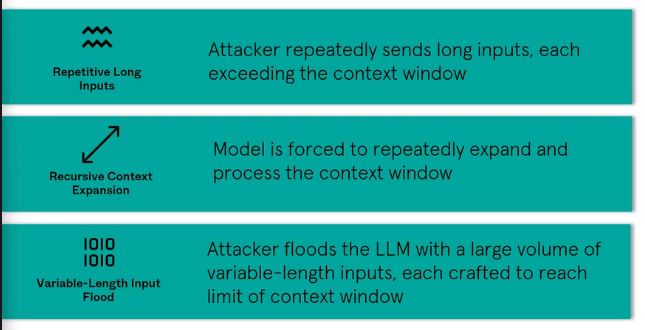 Repetitive Long
Inputs
Attacker repeatedly sends long inputs, each
exceeding the context window
Recursive Context
Expansion
Model is forced to repeatedly expand and
process the context window
IOIO
IOIO
Variable-Length Input
Flood
Attacker floods the LLM with a large volume of
variable-length inputs, each crafted to reach
limit of context window